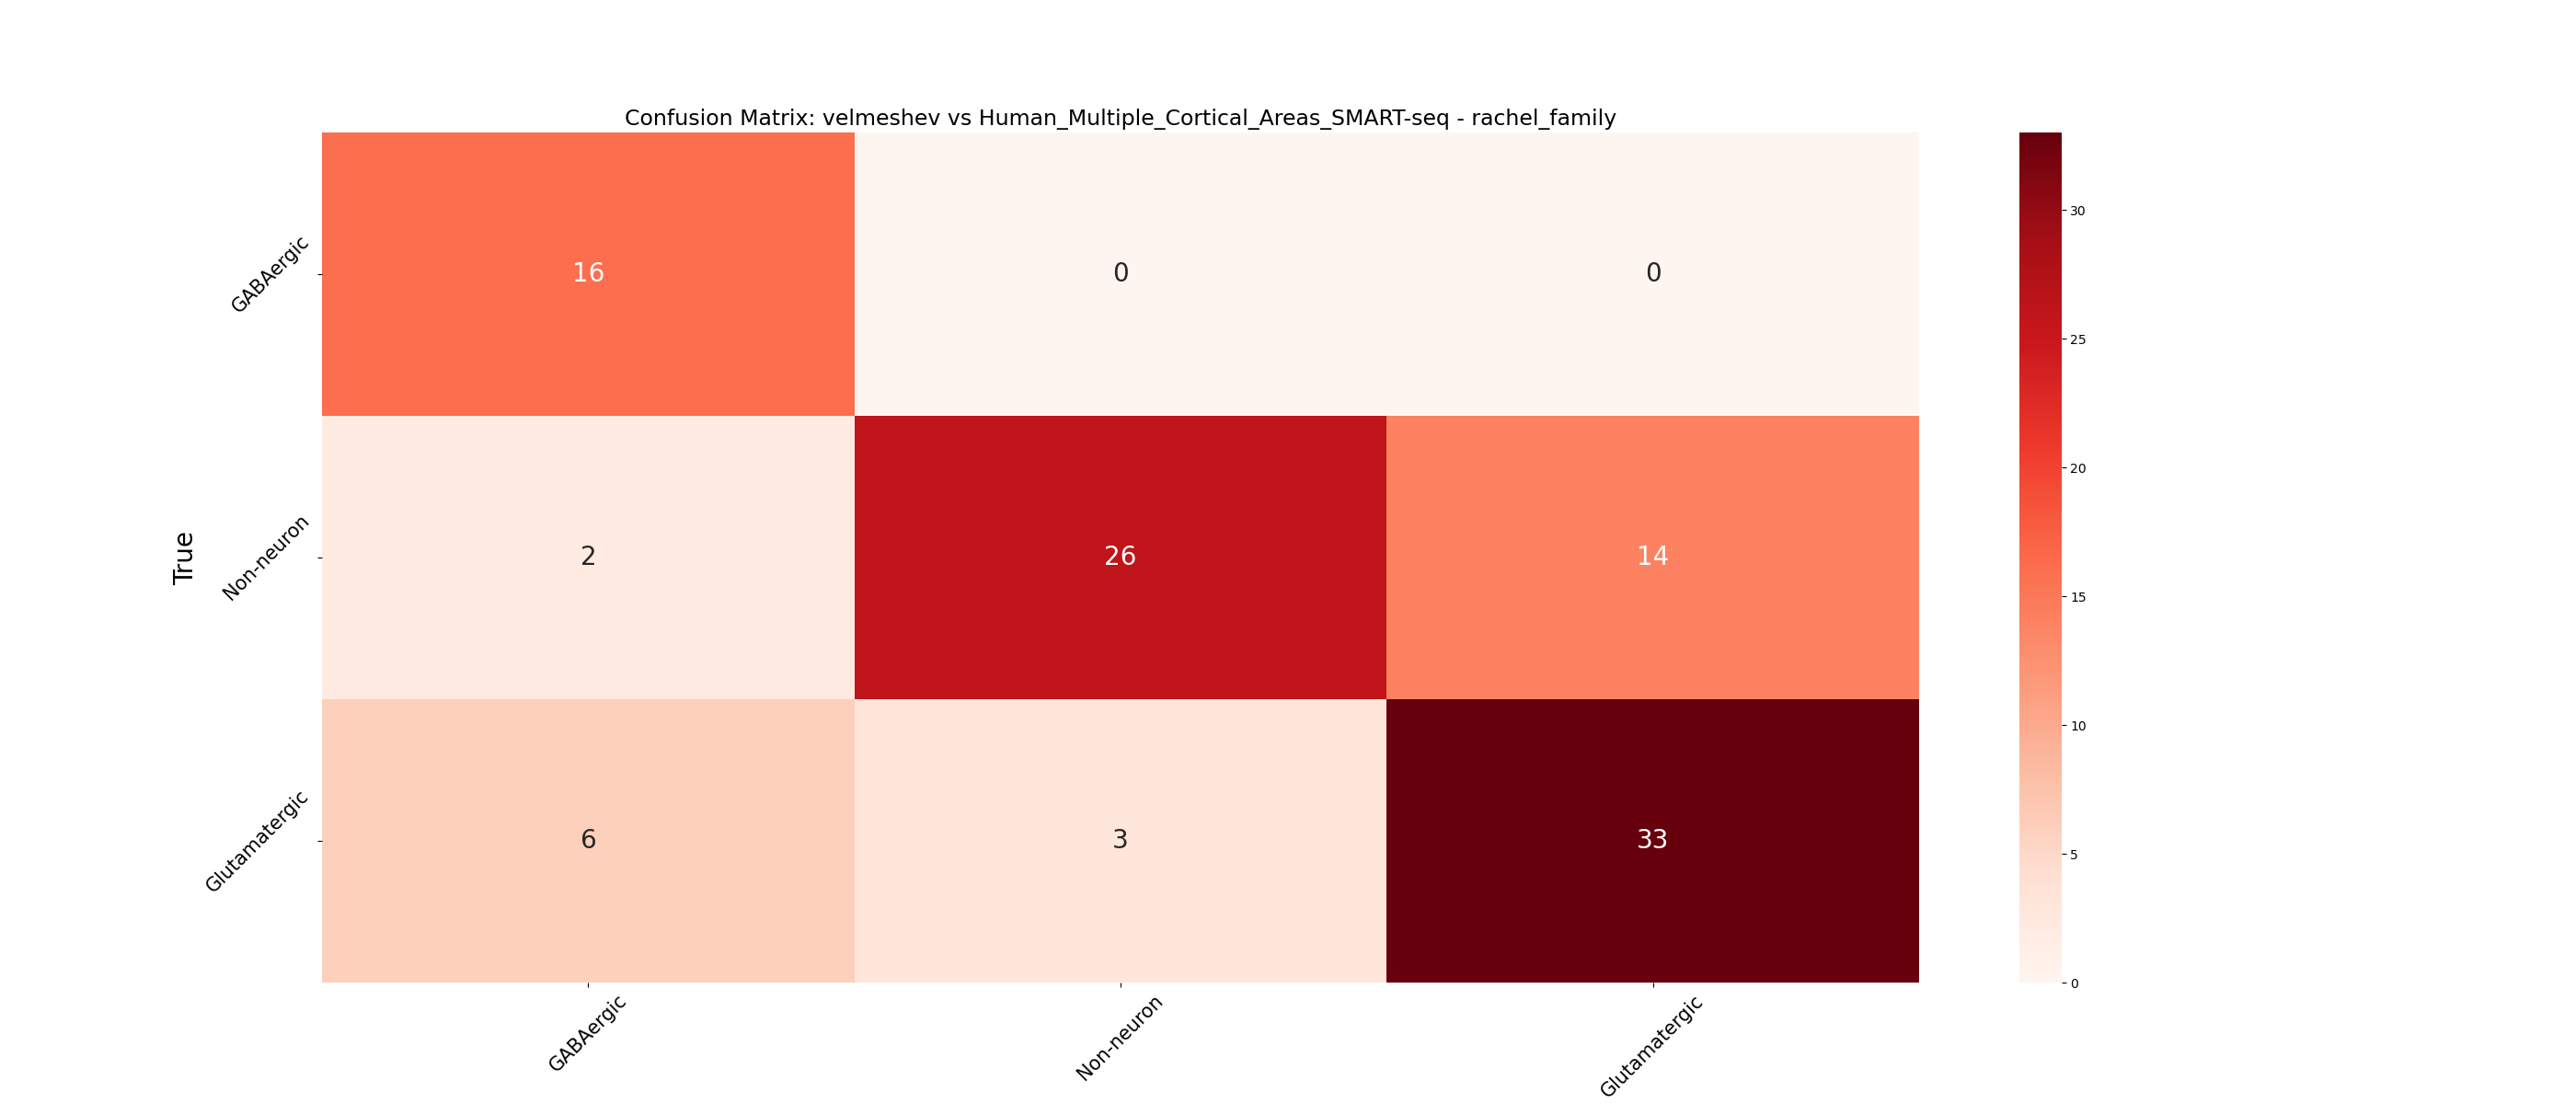 Confusion Matrix: velmeshev vs Human_Multiple_Cortical_Areas_SMART-seq - rachel_family
GABAergic
16
0
0
30
25
Non-neuron
2
26
14
20
15
True
Glutamatergic
6
3
33
10
5
0
GABAergic
Non-neuron
Glutamatergic